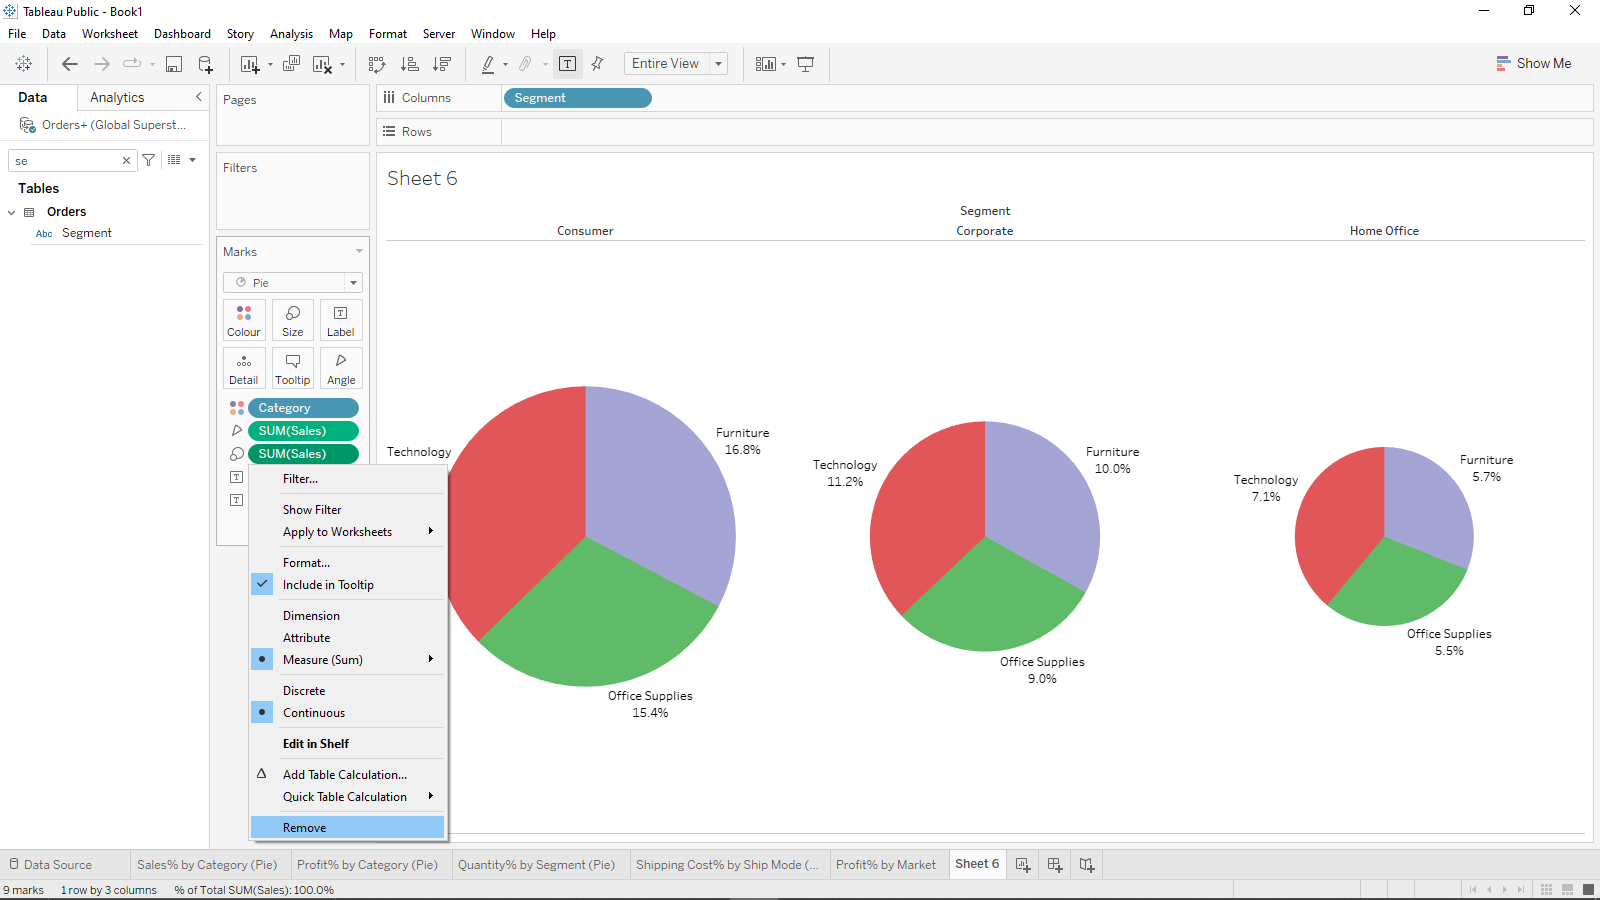 Tableau Public - Book1
File Data Worksheet Dashboard Story Analysis Map Format Server Window Help
Entire View
Show Me
Data Analytics
Orders+ (Global Superst...
se
Tables
Orders
Abc Segment
Pages
Filters
Marks
Pie
Colour Size Label
Detail Tooltip Angle
Category
SUM(Sales)
SUM(Sales)
Filter...
Show Filter
Apply to Worksheets
Format...
Include in Tooltip
Dimension
Attribute
Measure (Sum)
Discrete
Continuous
Edit in Shelf
Add Table Calculation...
Quick Table Calculation
Remove
Columns Segment
Rows
Sheet 6
Segment
Consumer Corporate Home Office
Technology
Furniture
16.8%
Office Supplies
15.4%
Technology
11.2%
Furniture
10.0%
Office Supplies
9.0%
Technology
7.1%
Furniture
5.7%
Office Supplies
5.5%
Data Source Sales% by Category (Pie) Profit% by Category (Pie) Quantity% by Segment (Pie) Shipping Cost% by Ship Mode (... Profit% by Market Sheet 6
9 marks 1 row by 3 columns % of Total SUM(Sales): 100.0%